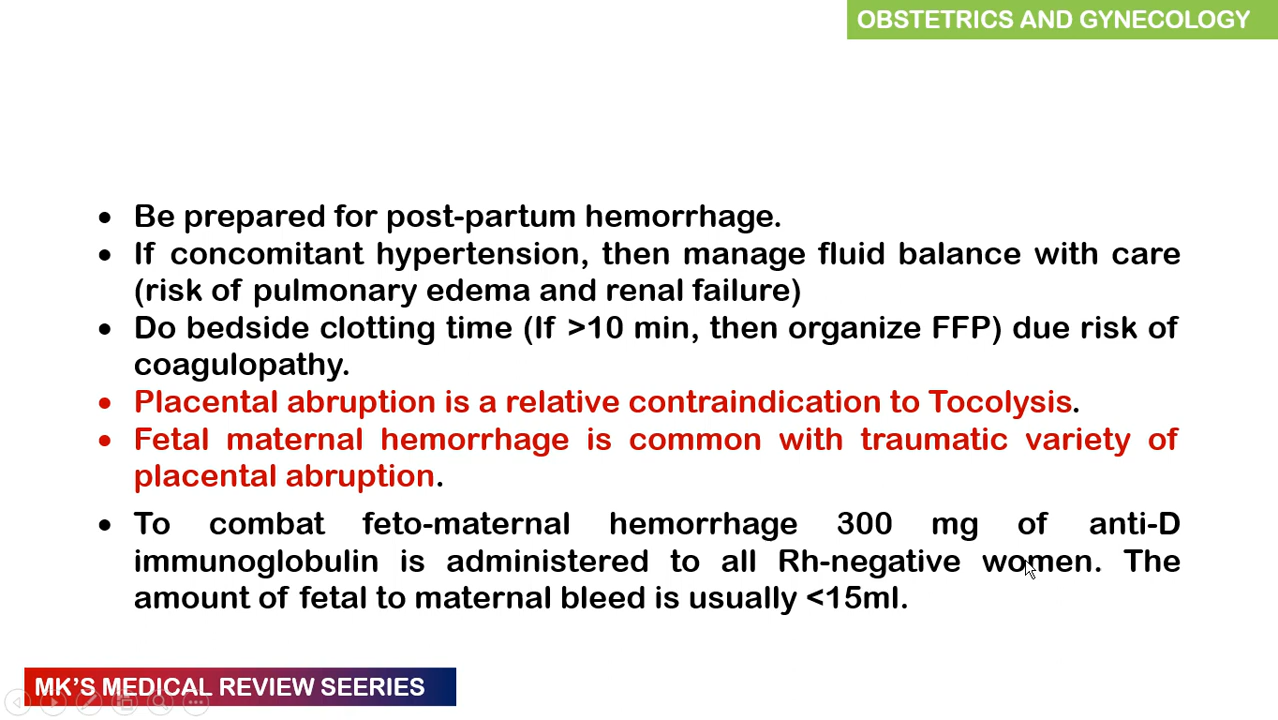 OBSTETRICS AND GYNECOLOGY
• Be prepared for post-partum hemorrhage.
• If concomitant hypertension, then manage fluid balance with care
(risk of pulmonary edema and renal failure)
• Do bedside clotting time (If >10 min, then organize FFP) due risk of
coagulopathy.
• Placental abruption is a relative contraindication to Tocolysis.
• Fetal maternal hemorrhage is common with traumatic variety of
placental abruption.
• To combat feto-maternal hemorrhage 300 mg of anti-D
immunoglobulin is administered to all Rh-negative women. The
amount of fetal to maternal bleed is usually <15ml.
MK'S MEDICAL REVIEW SEERIES